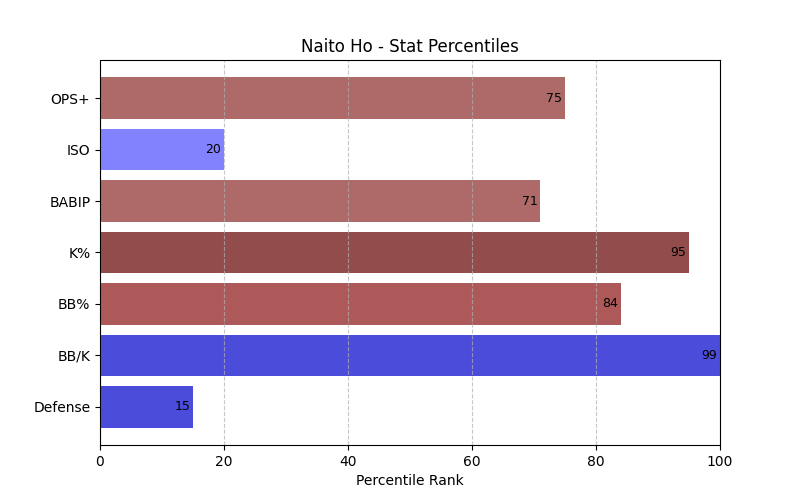 Naito Ho - Stat Percentiles
OPS+ 75
ISO 20
BABIP 71
K% 95
BB% 84
BB/K 99
Defense 15
0 20 40 60 80 100
Percentile Rank